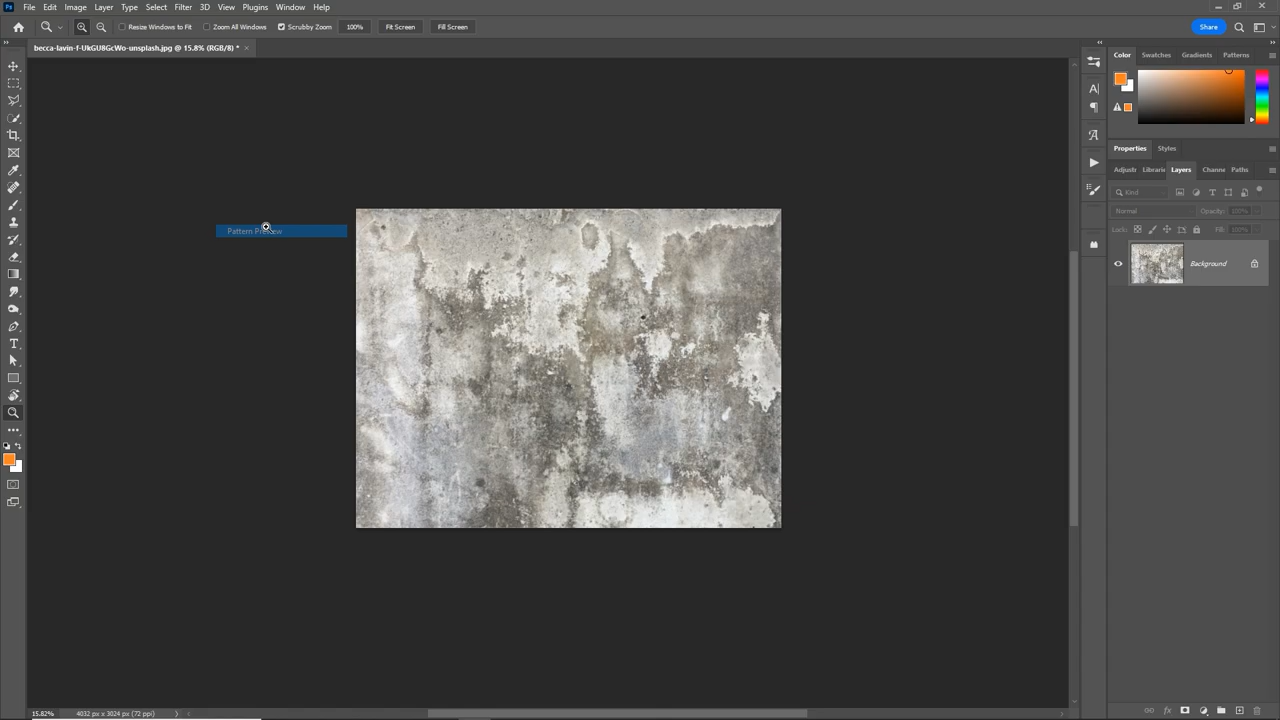 Ps File Edit Image Layer Type Select Filter 3D View Plugins Window Help
Resize Windows to Fit Zoom All Windows Scrubby Zoom 100% Fit Screen Fill Screen Share
becca-lavin-f-UkGU8GcWo-unsplash.jpg @ 15.8% (RGB/8) *
Color Swatches Gradients Patterns
Properties Styles
Adjustr Librarie Layers Channe Paths
Kind
Normal Opacity: 100%
Lock: Fill: 100%
Pattern Preview
Background
15.82% 4032 px x 3024 px (72 ppi)